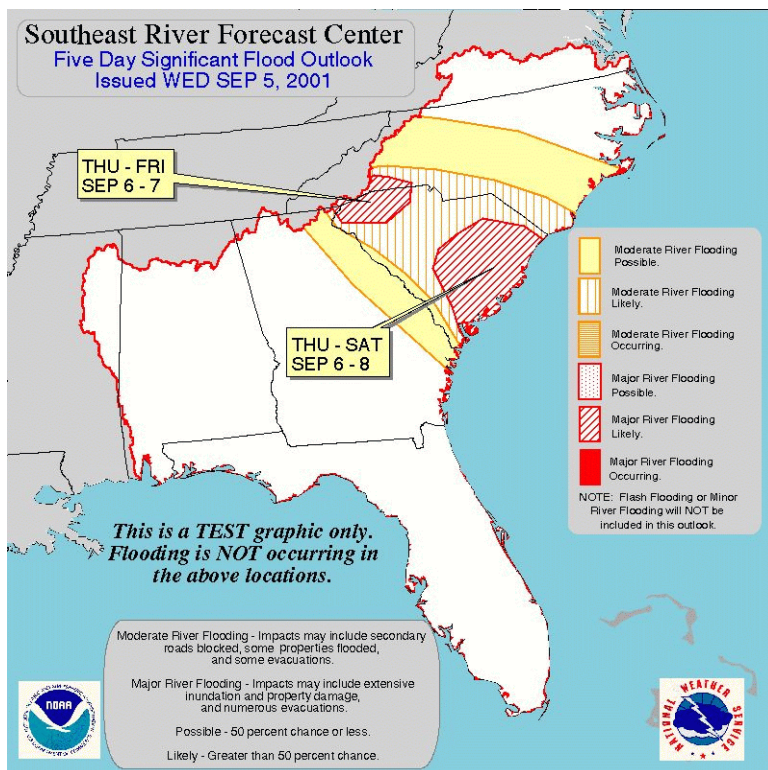 Southeast River Forecast Center
Five Day Significant Flood Outlook
Issued WED SEP 5, 2001
THU - FRI
SEP 6 - 7
THU - SAT
SEP 6 - 8
Moderate River Flooding
Possible.
Moderate River Flooding
Likely.
Moderate River Flooding
Occurring.
Major River Flooding
Possible.
Major River Flooding
Likely.
Major River Flooding
Occurring.
NOTE: Flash Flooding or Minor
River Flooding will NOT be
included in this outlook.
This is a TEST graphic only.
Flooding is NOT occurring in
the above locations.
Moderate River Flooding - Impacts may include secondary
roads blocked, some properties flooded,
and some evacuations.
Major River Flooding - Impacts may include extensive
inundation and property damage,
and numerous evacuations.
Possible - 50 percent chance or less.
Likely - Greater than 50 percent chance.
NOAA
NATIONAL WEATHER SERVICE